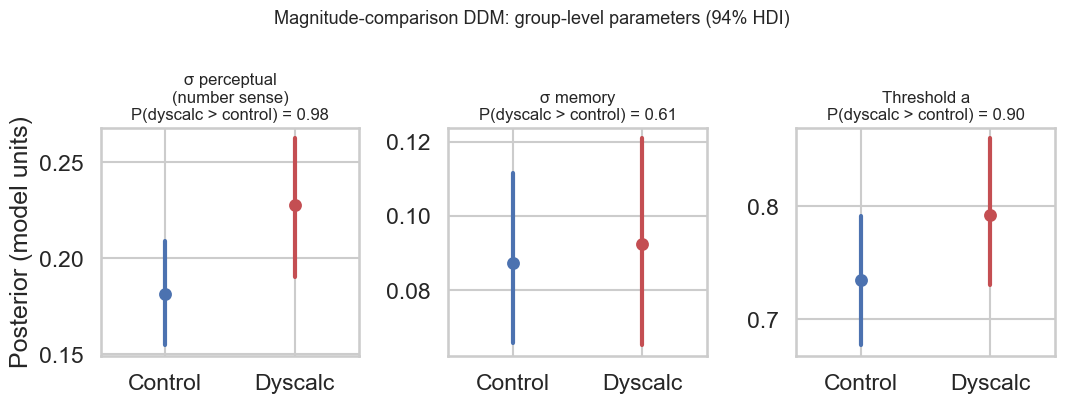 Magnitude-comparison DDM: group-level parameters (94% HDI)
σ perceptual
(number sense)
P(dyscalc > control) = 0.98
σ memory
P(dyscalc > control) = 0.61
Threshold a
P(dyscalc > control) = 0.90
Posterior (model units)
0.25
0.20
0.15
Control
Dyscalc
0.12
0.10
0.08
Control
Dyscalc
0.8
0.7
Control
Dyscalc